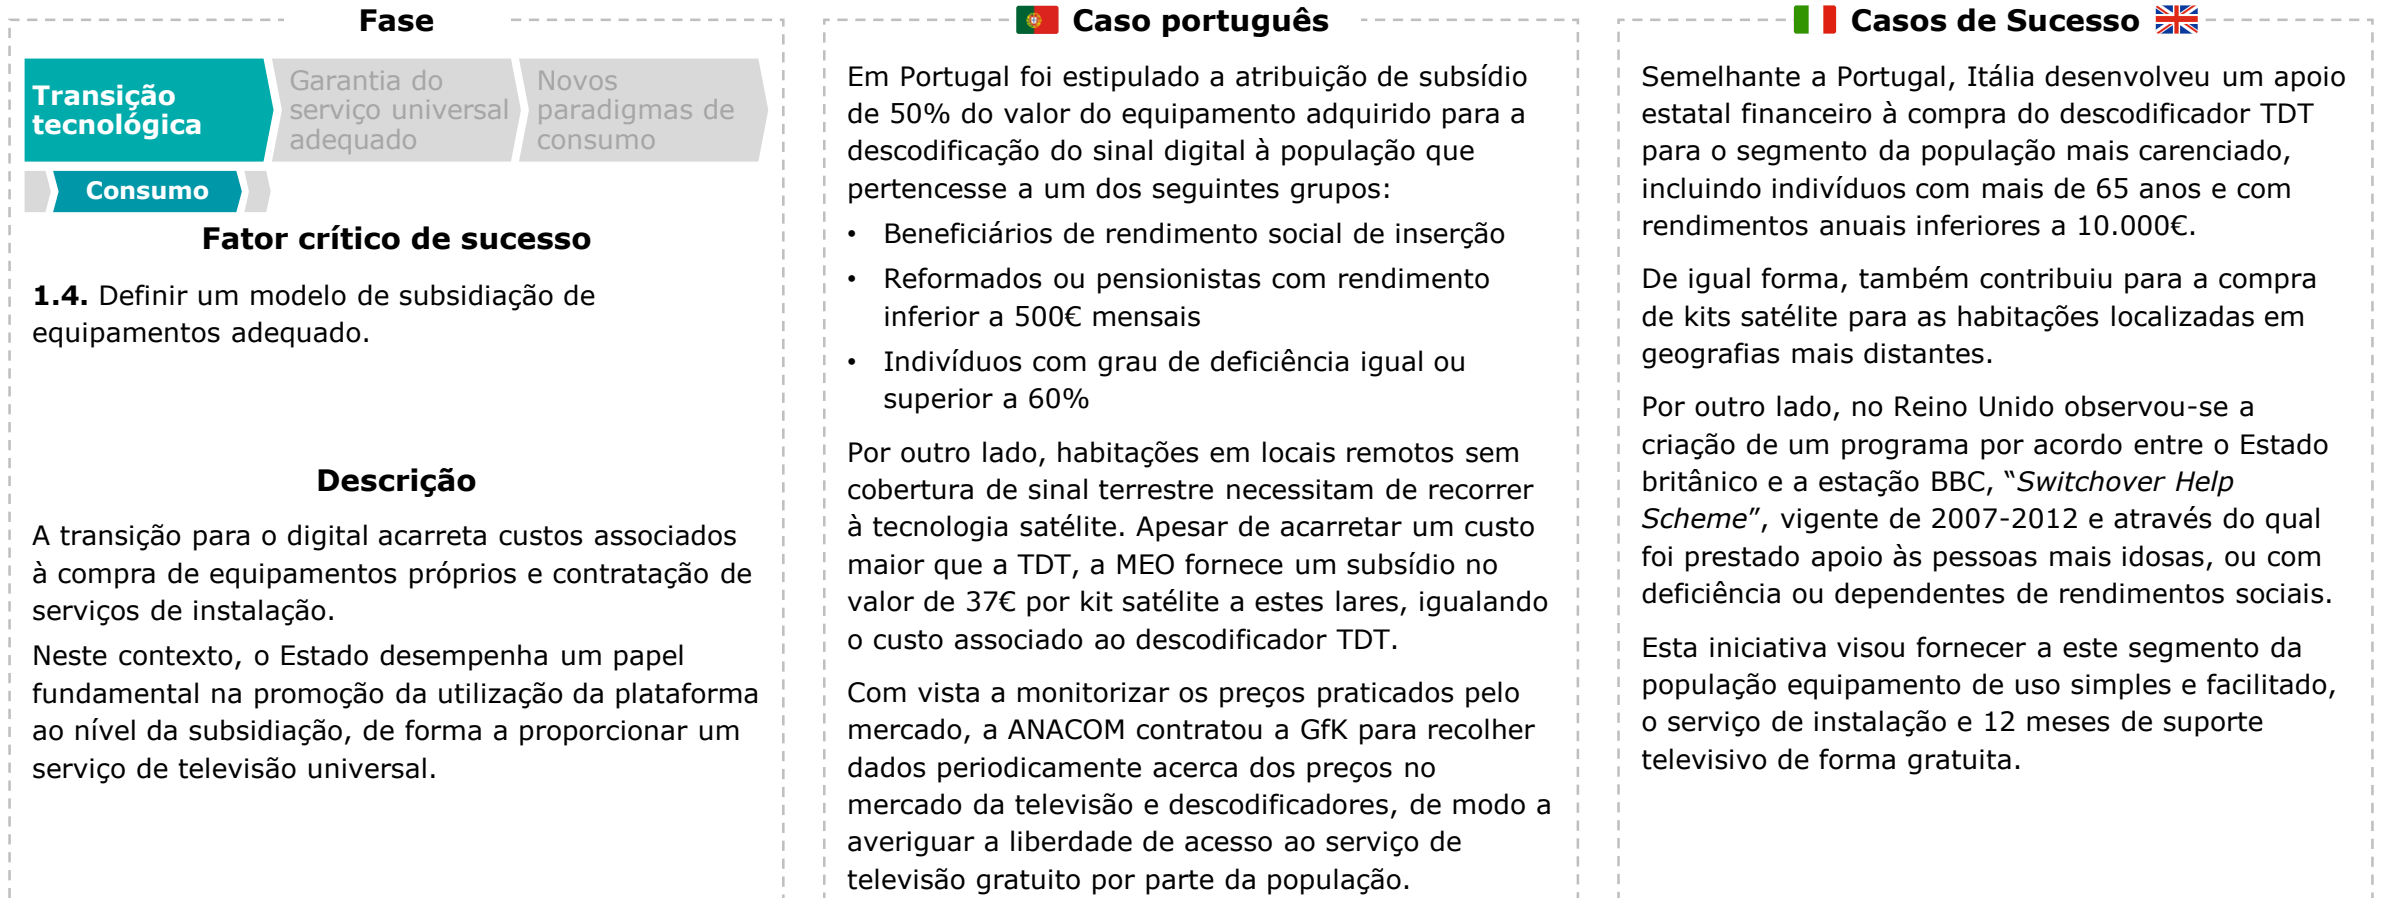 Fase
Transição
tecnológica
Garantia do
serviço universal
adequado
Novos
paradigmas de
consumo
Consumo
Fator crítico de sucesso
1.4. Definir um modelo de subsidiação de
equipamentos adequado.
Descrição
A transição para o digital acarreta custos associados
à compra de equipamentos próprios e contratação de
serviços de instalação.
Neste contexto, o Estado desempenha um papel
fundamental na promoção da utilização da plataforma
ao nível da subsidiação, de forma a proporcionar um
serviço de televisão universal.
Caso português
Em Portugal foi estipulado a atribuição de subsídio
de 50% do valor do equipamento adquirido para a
descodificação do sinal digital à população que
pertencesse a um dos seguintes grupos:
• Beneficiários de rendimento social de inserção
• Reformados ou pensionistas com rendimento
inferior a 500€ mensais
• Indivíduos com grau de deficiência igual ou
superior a 60%
Por outro lado, habitações em locais remotos sem
cobertura de sinal terrestre necessitam de recorrer
à tecnologia satélite. Apesar de acarretar um custo
maior que a TDT, a MEO fornece um subsídio no
valor de 37€ por kit satélite a estes lares, igualando
o custo associado ao descodificador TDT.
Com vista a monitorizar os preços praticados pelo
mercado, a ANACOM contratou a GfK para recolher
dados periodicamente acerca dos preços no
mercado da televisão e descodificadores, de modo a
averiguar a liberdade de acesso ao serviço de
televisão gratuito por parte da população.
Casos de Sucesso
Semelhante a Portugal, Itália desenvolveu um apoio
estatal financeiro à compra do descodificador TDT
para o segmento da população mais carenciado,
incluindo indivíduos com mais de 65 anos e com
rendimentos anuais inferiores a 10.000€.
De igual forma, também contribuiu para a compra
de kits satélite para as habitações localizadas em
geografias mais distantes.
Por outro lado, no Reino Unido observou-se a
criação de um programa por acordo entre o Estado
britânico e a estação BBC, “Switchover Help
Scheme”, vigente de 2007-2012 e através do qual
foi prestado apoio às pessoas mais idosas, ou com
deficiência ou dependentes de rendimentos sociais.
Esta iniciativa visou fornecer a este segmento da
população equipamento de uso simples e facilitado,
o serviço de instalação e 12 meses de suporte
televisivo de forma gratuita.